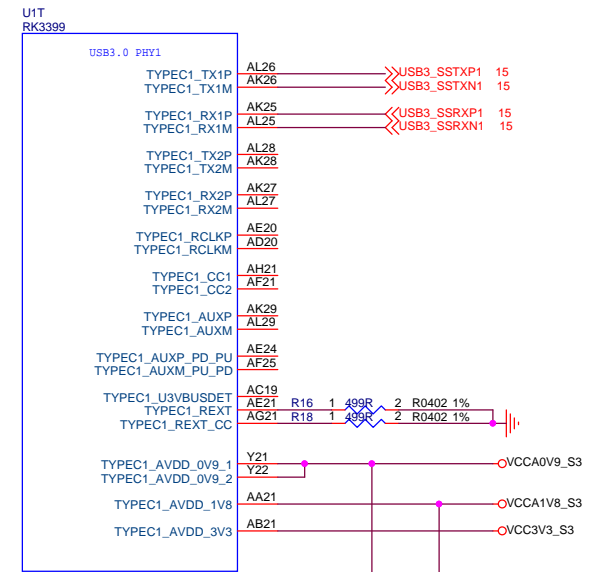 U1T
RK3399
USB3.0 PHY1
TYPEC1_TX1P AL26 USB3_SSTXP1 15
TYPEC1_TX1M AK26 USB3_SSTXN1 15
TYPEC1_RX1P AK25 USB3_SSRXP1 15
TYPEC1_RX1M AL25 USB3_SSRXN1 15
TYPEC1_TX2P AL28
TYPEC1_TX2M AK28
TYPEC1_RX2P AK27
TYPEC1_RX2M AL27
TYPEC1_RCLKP AE20
TYPEC1_RCLKM AD20
TYPEC1_CC1 AH21
TYPEC1_CC2 AF21
TYPEC1_AUXP AK29
TYPEC1_AUXM AL29
TYPEC1_AUXP_PD_PU AE24
TYPEC1_AUXM_PU_PD AF25
TYPEC1_U3VBUSDET AC19
TYPEC1_REXT AE21 R16 1 499R 2 R0402 1%
TYPEC1_REXT_CC AG21 R18 1 499R 2 R0402 1%
TYPEC1_AVDD_0V9_1 Y21 VCCA0V9_S3
TYPEC1_AVDD_0V9_2 Y22
TYPEC1_AVDD_1V8 AA21 VCCA1V8_S3
TYPEC1_AVDD_3V3 AB21 VCC3V3_S3